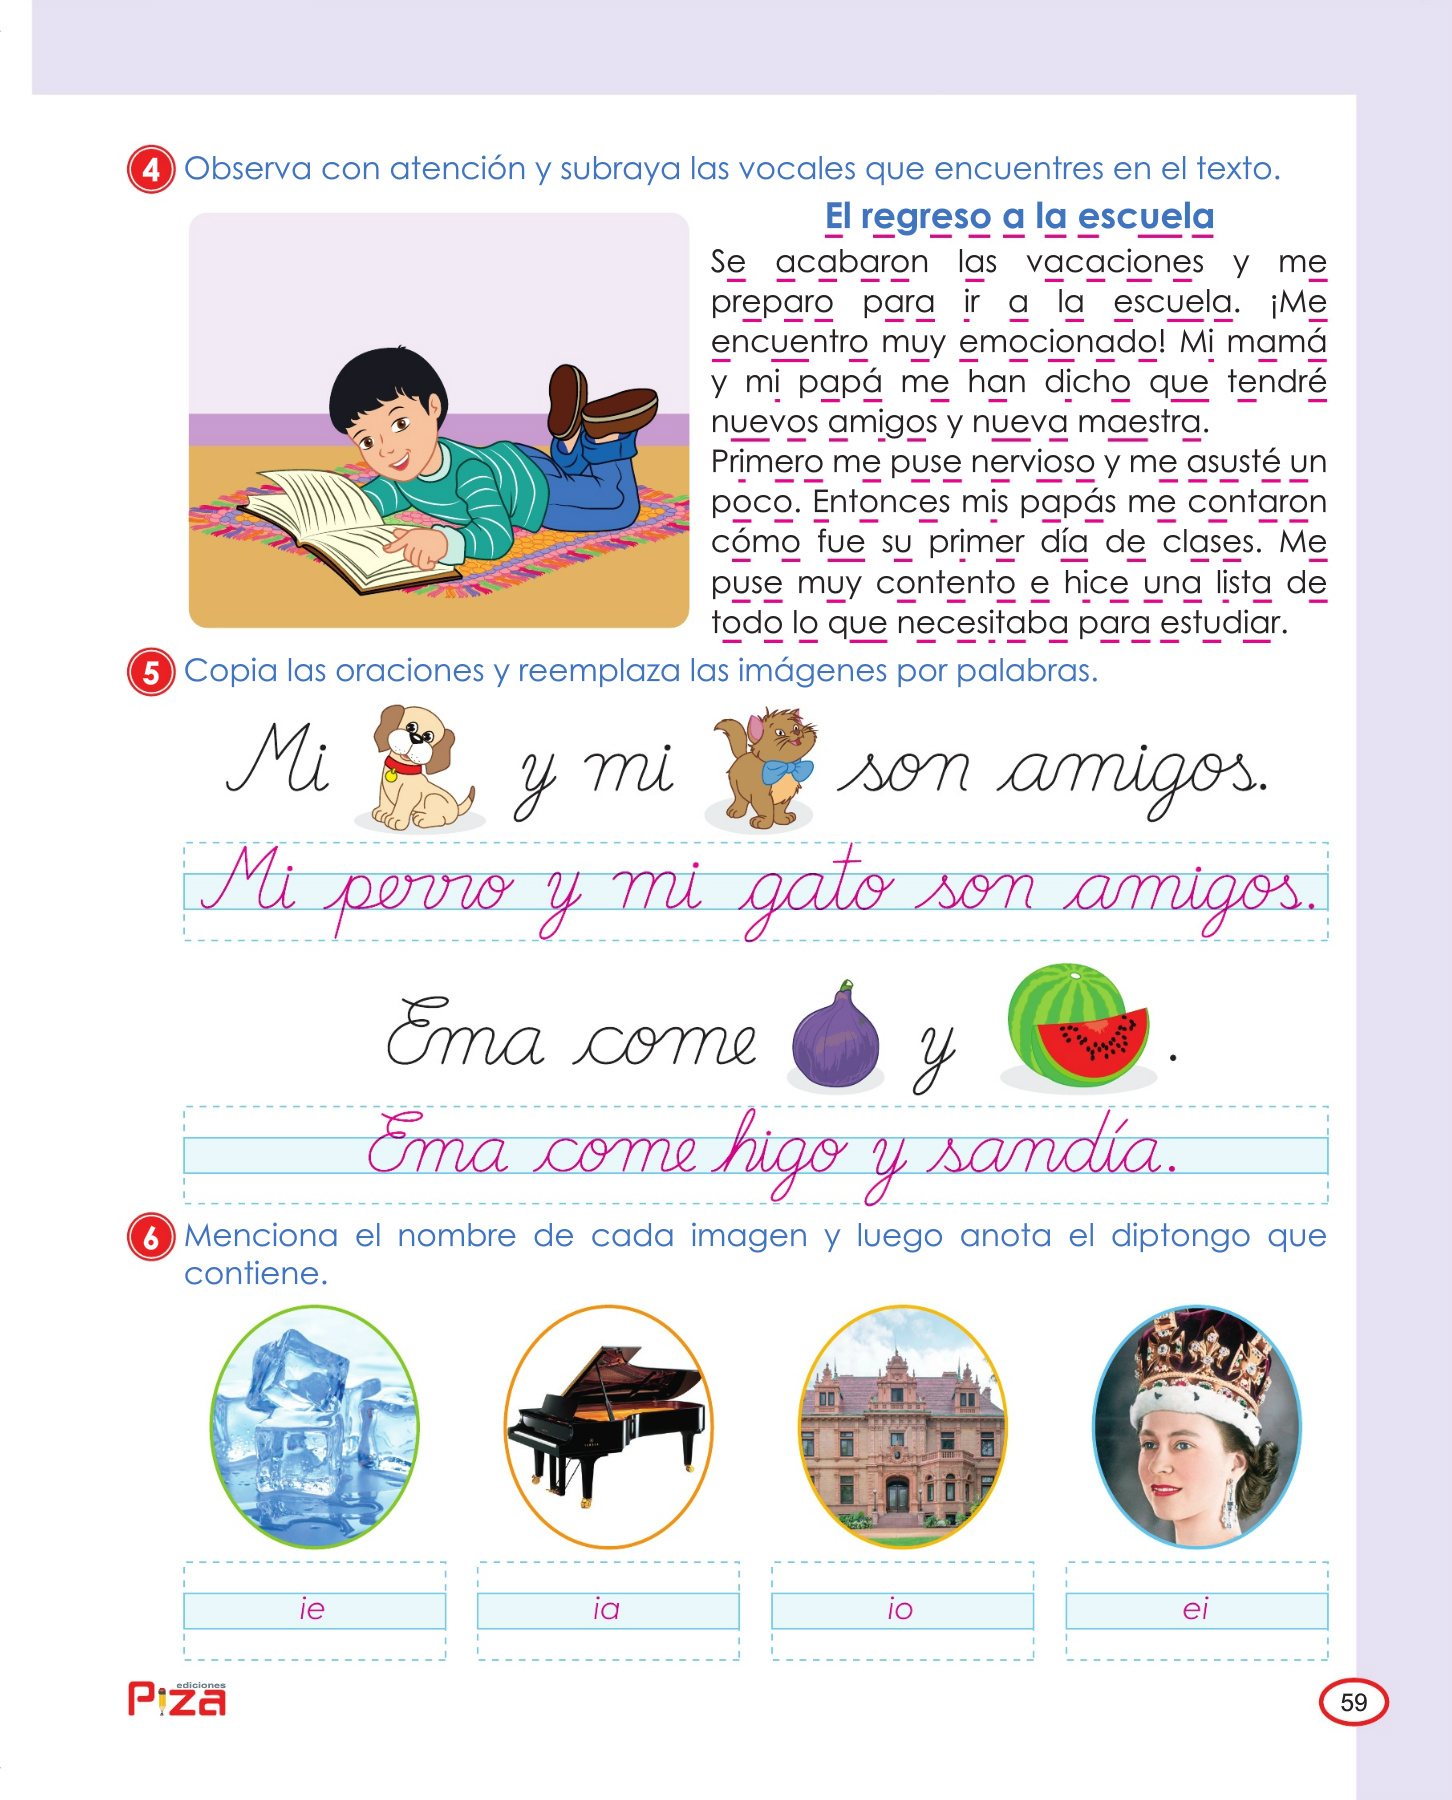 4 Observa con atención y subraya las vocales que encuentres en el texto.
El regreso a la escuela
Se acabaron las vacaciones y me
preparo para ir a la escuela. ¡Me
encuentro muy emocionado! Mi mamá
y mi papá me han dicho que tendré
nuevos amigos y nueva maestra.
Primero me puse nervioso y me asusté un
poco. Entonces mis papás me contaron
cómo fue su primer día de clases. Me
puse muy contento e hice una lista de
todo lo que necesitaba para estudiar.
5 Copia las oraciones y reemplaza las imágenes por palabras.
Mi y mi son amigos.
Mi perro y mi gato son amigos.
Ema come y .
Ema come higo y sandía.
6 Menciona el nombre de cada imagen y luego anota el diptongo que
contiene.
ie ia io ei
ediciones
Piza
59